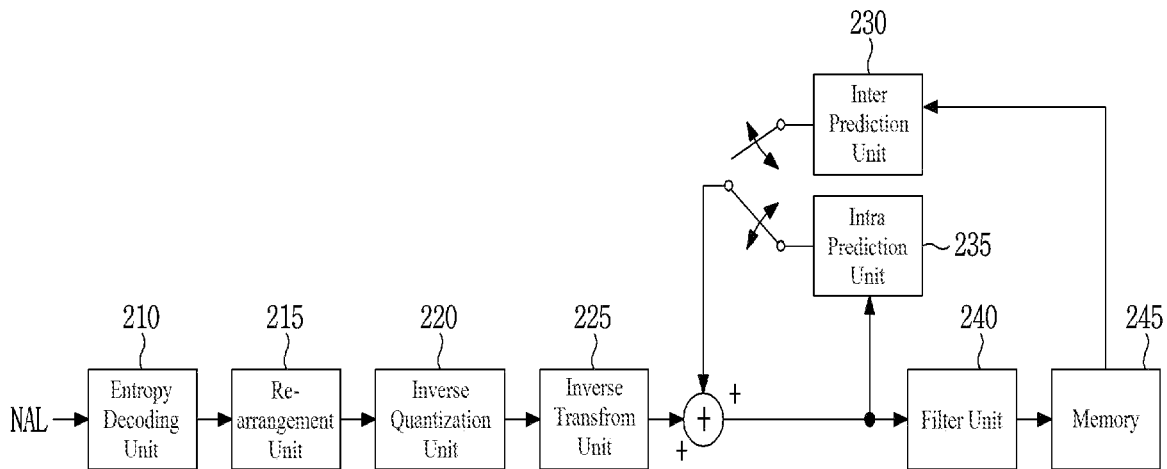 230
Inter
Prediction
Unit
Intra
Prediction
Unit
235
210
215
220
225
240
245
NAL
Entropy
Decoding
Unit
Re-
arrangement
Unit
Inverse
Quantization
Unit
Inverse
Transfrom
Unit
+
+
+
Filter Unit
Memory